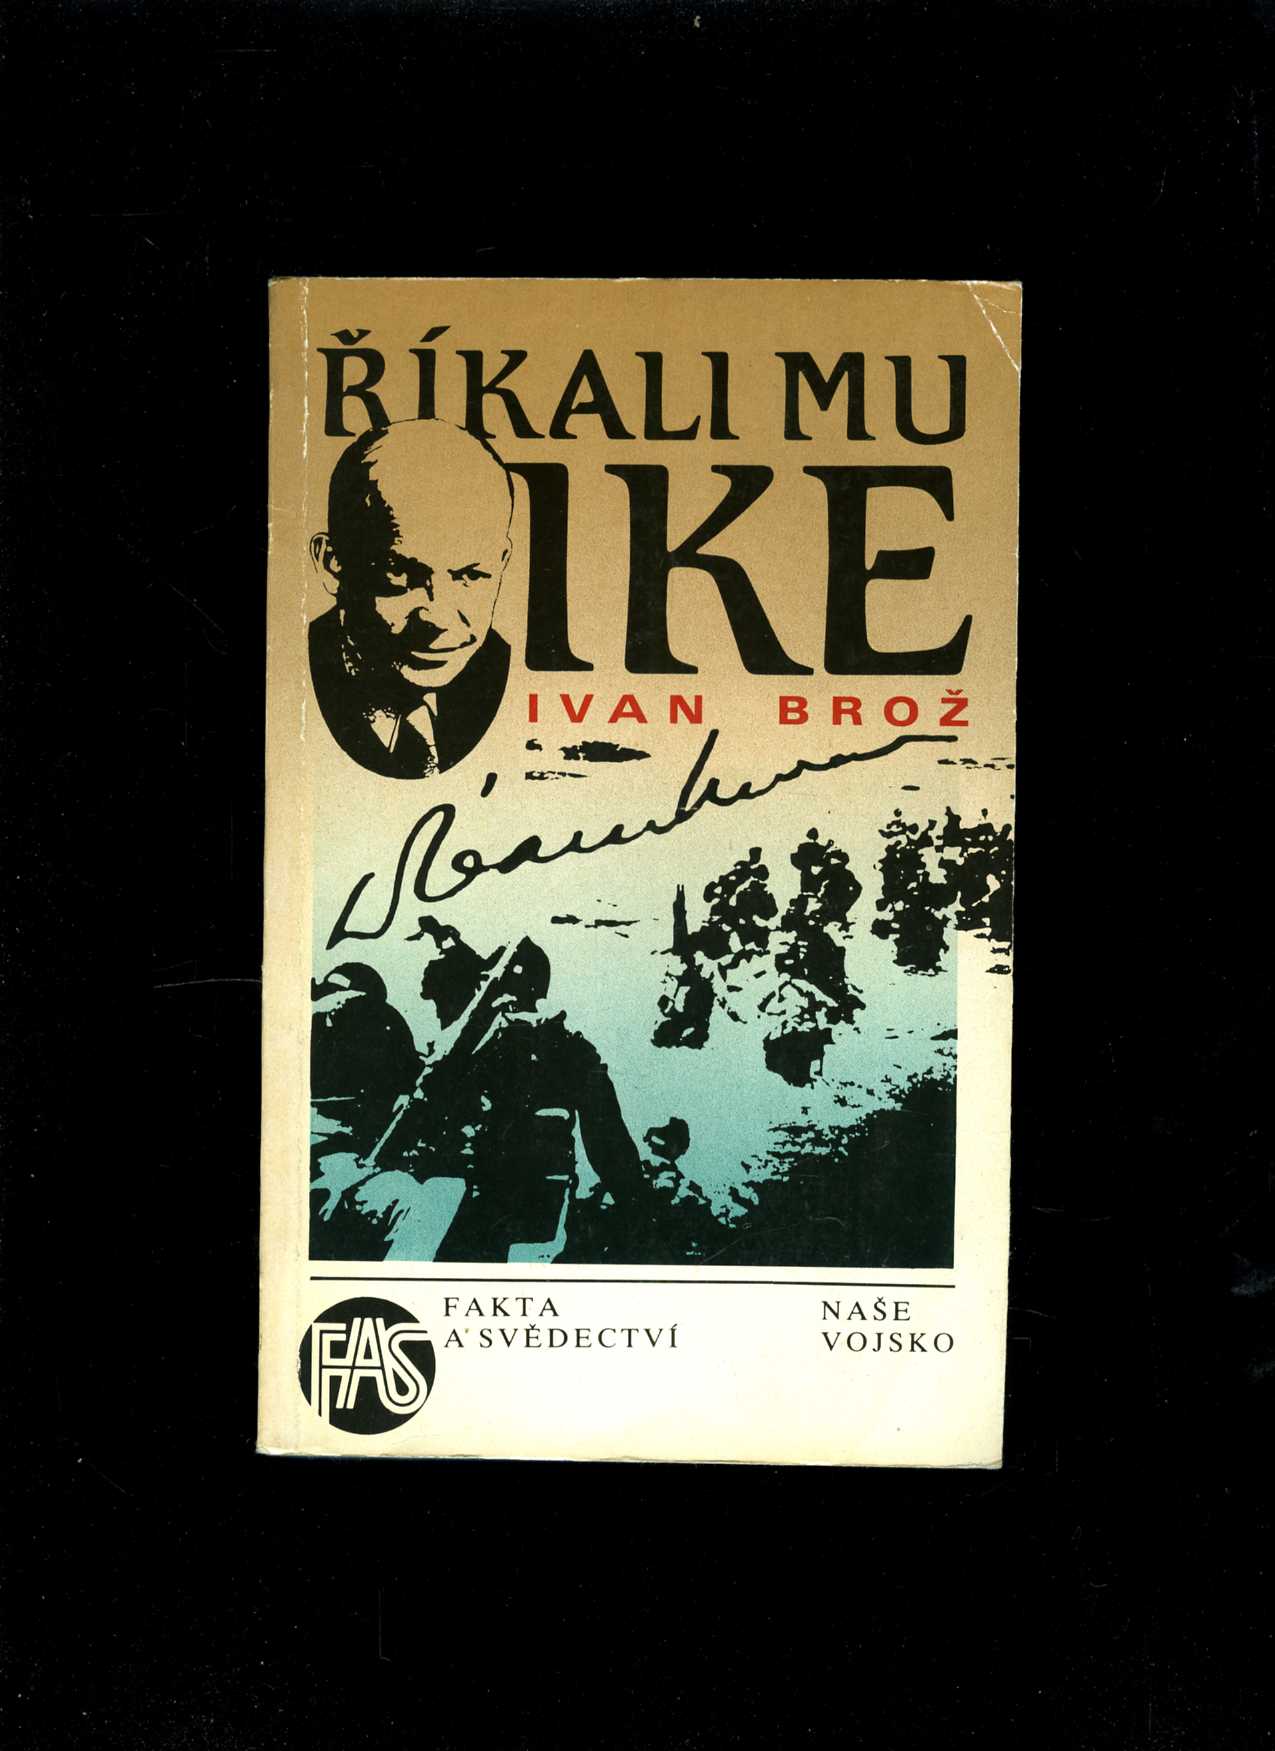 ŘÍKALI MU
IKE
IVAN BROŽ
FAS
FAKTA
A SVĚDECTVÍ
NAŠE
VOJSKO